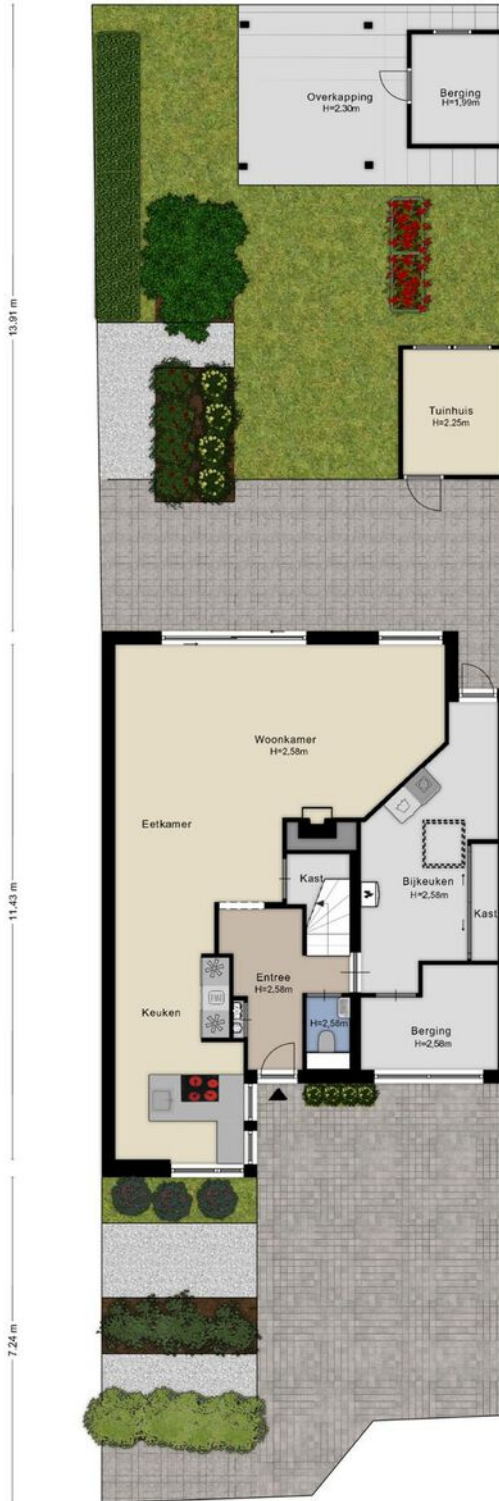 Overkapping
H=2.30m
Berging
H=1,99m
13.91 m
Tuinhuis
H=2.25m
Woonkamer
H=2,58m
Eetkamer
Kast
Bijkeuken
H=2,58m
Kast
11.43 m
Entree
H=2,58m
Keuken
H=2,58m
Berging
H=2,58m
7.24 m